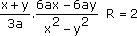 x + y/3a . 6ax − 6ay/x² − y² R = 2